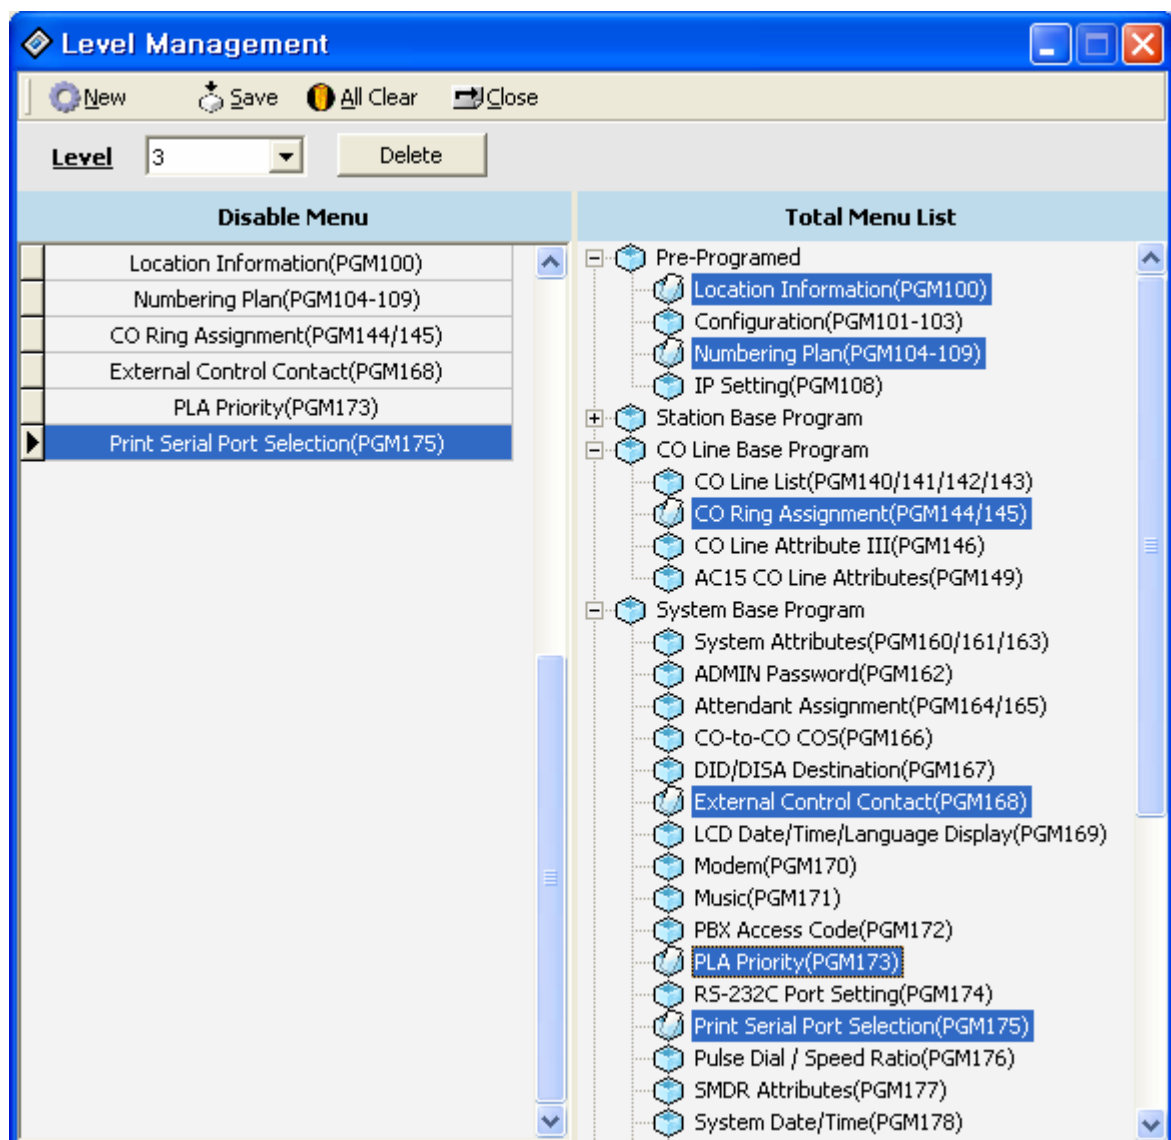 Level Management
New Save All Clear Close
Level 3 Delete
Disable Menu
Location Information(PGM100)
Numbering Plan(PGM104-109)
CO Ring Assignment(PGM144/145)
External Control Contact(PGM168)
PLA Priority(PGM173)
Print Serial Port Selection(PGM175)
Total Menu List
Pre-Programed
Location Information(PGM100)
Configuration(PGM101-103)
Numbering Plan(PGM104-109)
IP Setting(PGM108)
Station Base Program
CO Line Base Program
CO Line List(PGM140/141/142/143)
CO Ring Assignment(PGM144/145)
CO Line Attribute III(PGM146)
AC15 CO Line Attributes(PGM149)
System Base Program
System Attributes(PGM160/161/163)
ADMIN Password(PGM162)
Attendant Assignment(PGM164/165)
CO-to-CO COS(PGM166)
DID/DISA Destination(PGM167)
External Control Contact(PGM168)
LCD Date/Time/Language Display(PGM169)
Modem(PGM170)
Music(PGM171)
PBX Access Code(PGM172)
PLA Priority(PGM173)
RS-232C Port Setting(PGM174)
Print Serial Port Selection(PGM175)
Pulse Dial / Speed Ratio(PGM176)
SMDR Attributes(PGM177)
System Date/Time(PGM178)